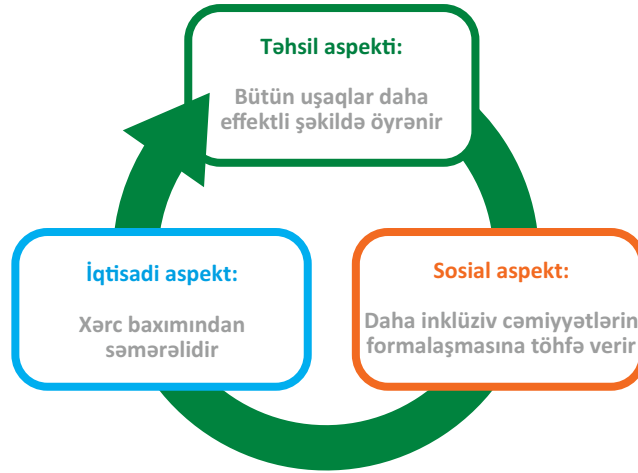 Təhsil aspekti:
Bütün uşaqlar daha
effektli şəkildə öyrənir
İqtisadi aspekt:
Xərc baxımından
səmərəlidir
Sosial aspekt:
Daha inklüziv cəmiyyətlərin
formalaşmasına töhfə verir